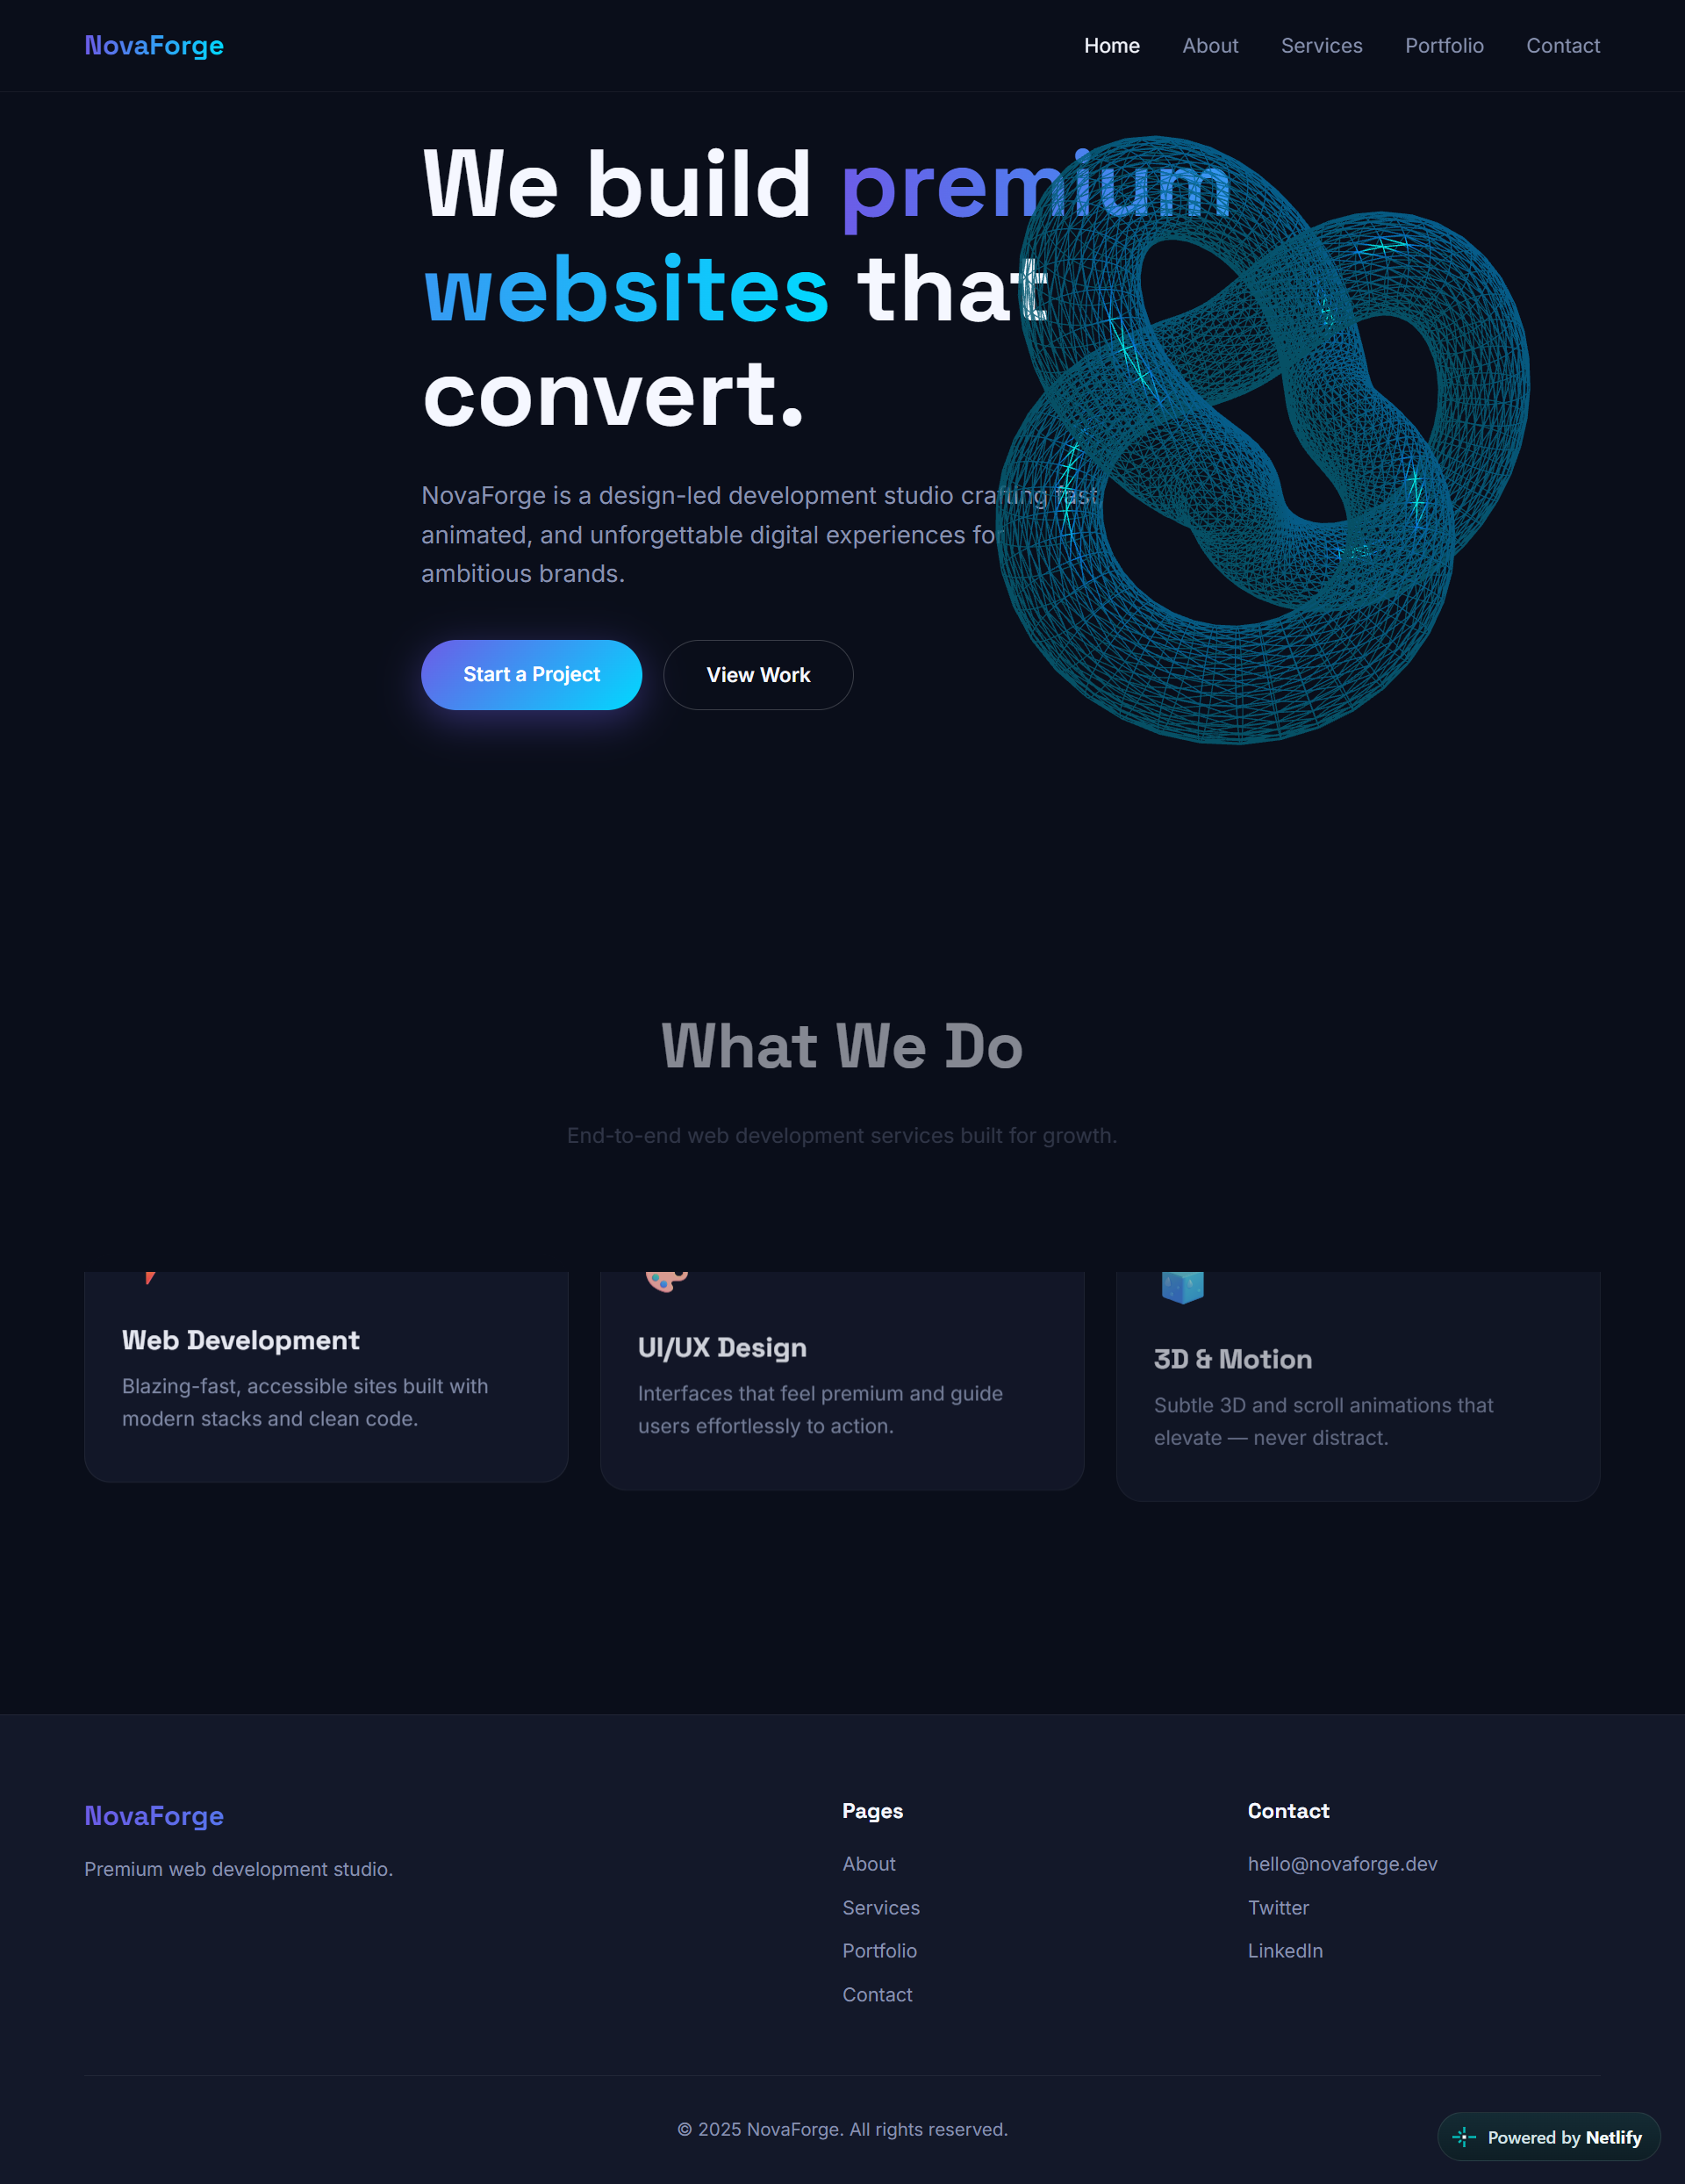 NovaForge
Home About Services Portfolio Contact
We build premium
websites that
convert.
NovaForge is a design-led development studio crafting fast
animated, and unforgettable digital experiences for
ambitious brands.
Start a Project
View Work
What We Do
End-to-end web development services built for growth.
Web Development
Blazing-fast, accessible sites built with
modern stacks and clean code.
UI/UX Design
Interfaces that feel premium and guide
users effortlessly to action.
3D & Motion
Subtle 3D and scroll animations that
elevate — never distract.
NovaForge
Premium web development studio.
Pages
About
Services
Portfolio
Contact
Contact
hello@novaforge.dev
Twitter
LinkedIn
© 2025 NovaForge. All rights reserved.
Powered by Netlify